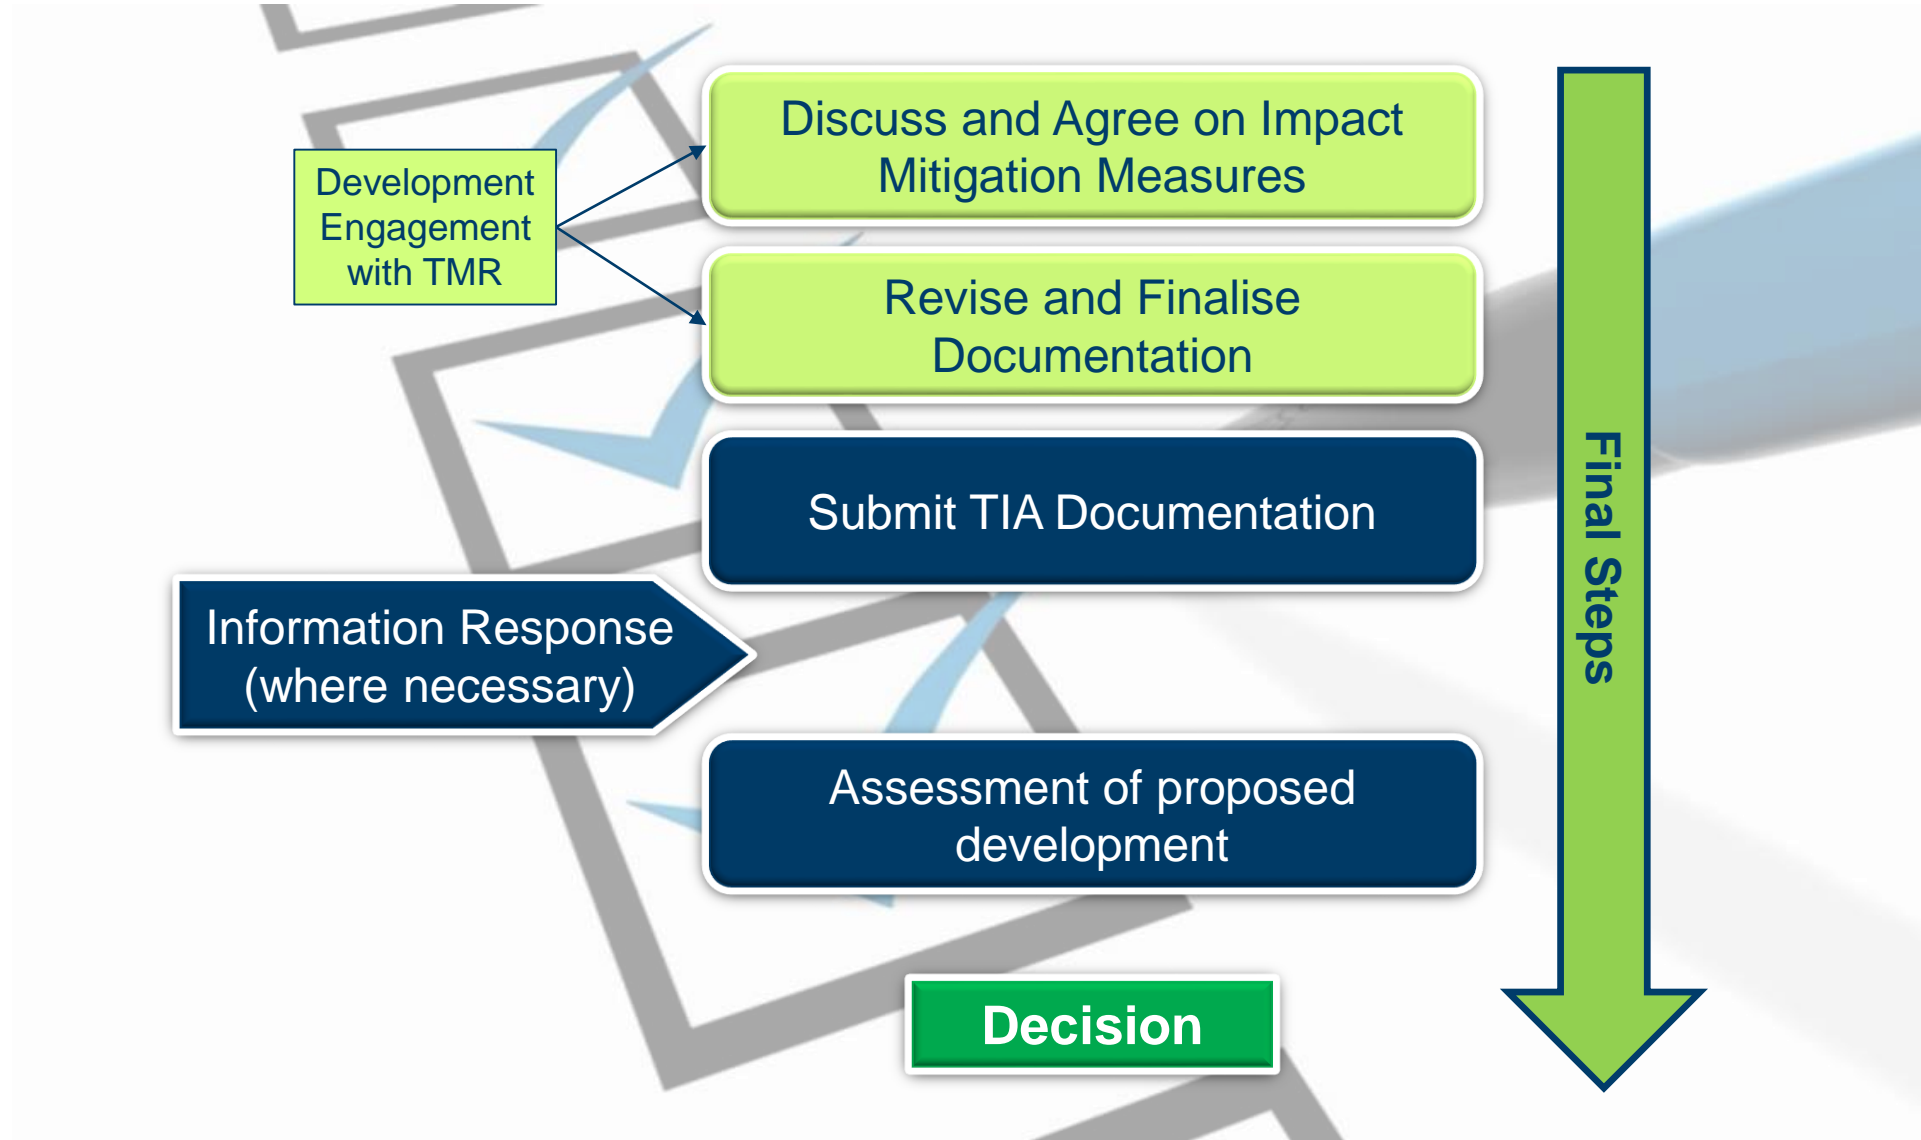 Discuss and Agree on Impact
Mitigation Measures
Development
Engagement
with TMR
Revise and Finalise
Documentation
Submit TIA Documentation
Information Response
(where necessary)
Assessment of proposed
development
Decision
Final Steps